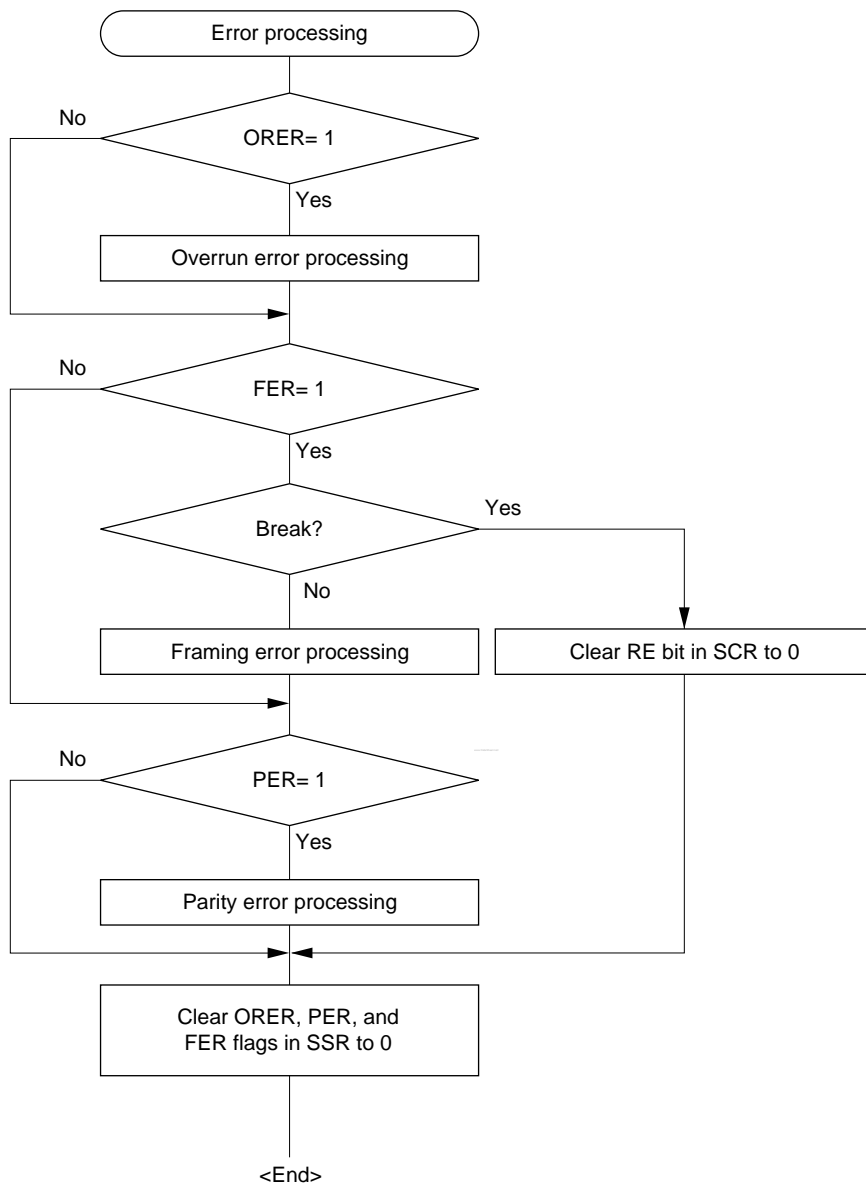 Error processing
No
ORER= 1
Yes
Overrun error processing
No
FER= 1
Yes
Yes
Break?
No
Framing error processing
Clear RE bit in SCR to 0
No
PER= 1
Yes
Parity error processing
Clear ORER, PER, and
FER flags in SSR to 0
<End>